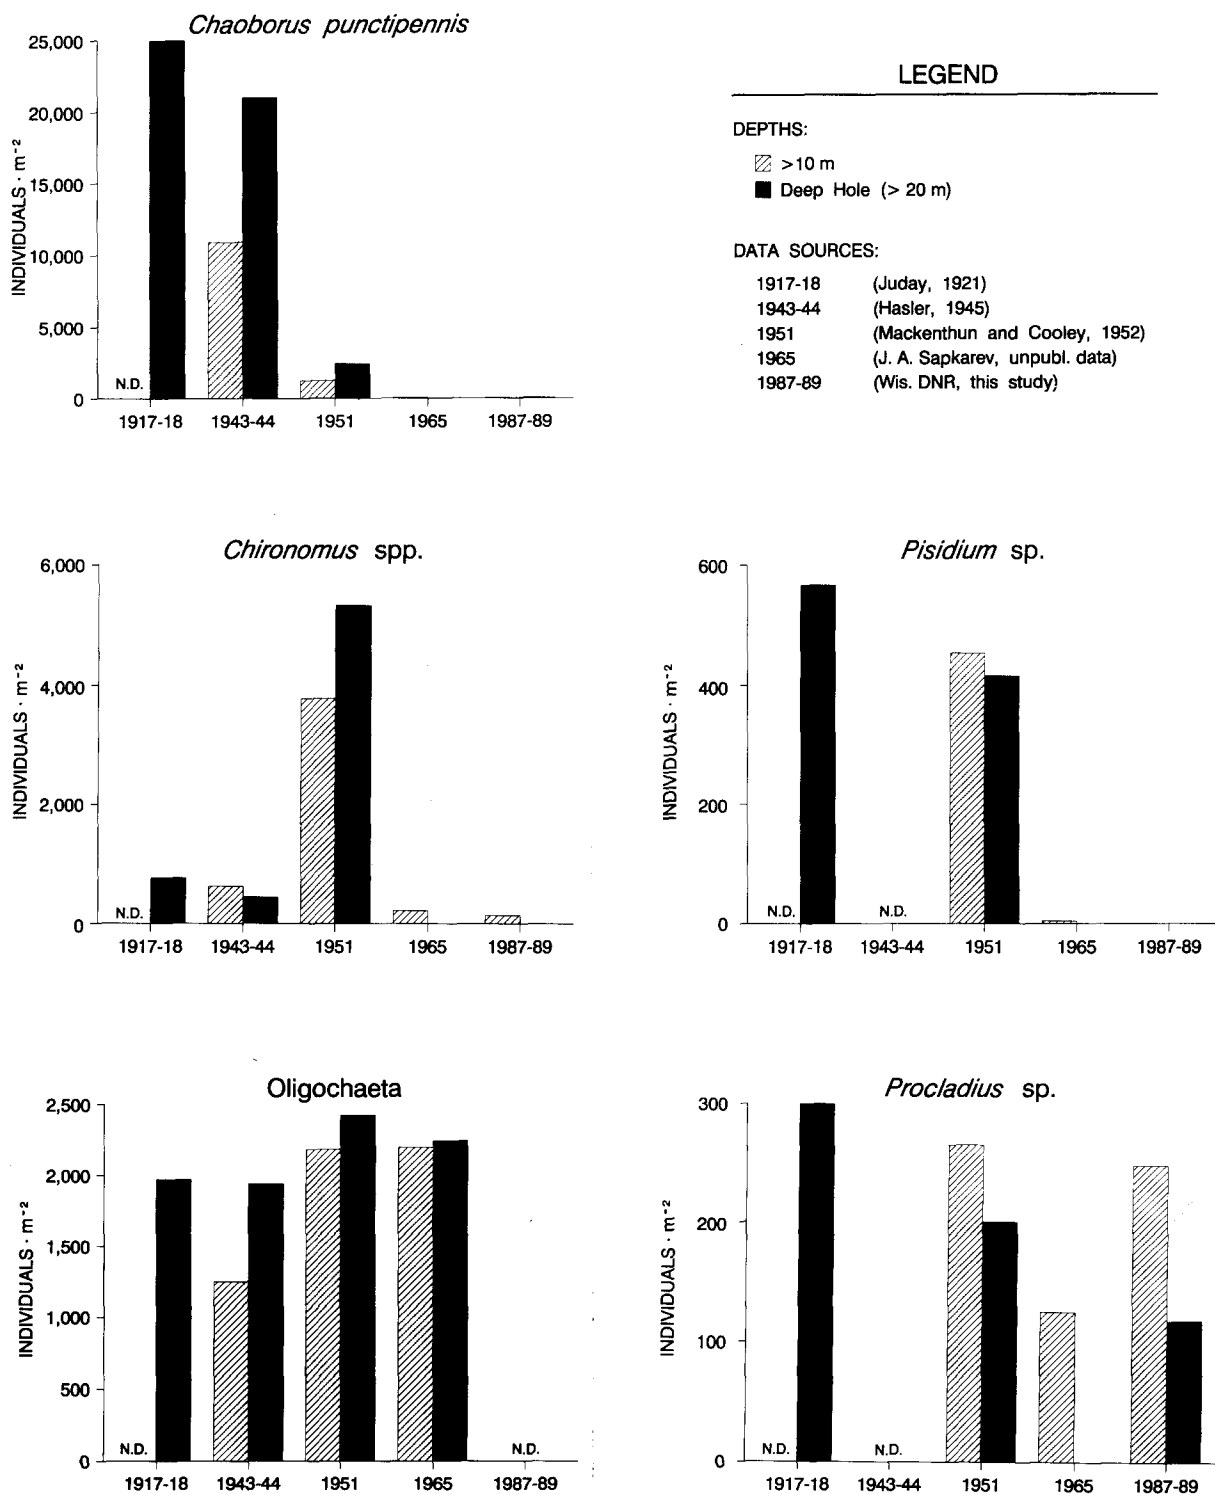 Chaoborus punctipennis
25,000
20,000
15,000
10,000
5,000
0
INDIVIDUALS · m⁻²
N.D.
1917-18 1943-44 1951 1965 1987-89
LEGEND
DEPTHS:
>10 m
Deep Hole (> 20 m)
DATA SOURCES:
1917-18 (Juday, 1921)
1943-44 (Hasler, 1945)
1951 (Mackenthun and Cooley, 1952)
1965 (J. A. Sapkarev, unpubl. data)
1987-89 (Wis. DNR, this study)
Chironomus spp.
6,000
4,000
2,000
0
INDIVIDUALS · m⁻²
N.D.
1917-18 1943-44 1951 1965 1987-89
Pisidium sp.
600
400
200
0
INDIVIDUALS · m⁻²
N.D. N.D.
1917-18 1943-44 1951 1965 1987-89
Oligochaeta
2,500
2,000
1,500
1,000
500
0
INDIVIDUALS · m⁻²
N.D. N.D.
1917-18 1943-44 1951 1965 1987-89
Procladius sp.
300
200
100
0
INDIVIDUALS · m⁻²
N.D. N.D.
1917-18 1943-44 1951 1965 1987-89